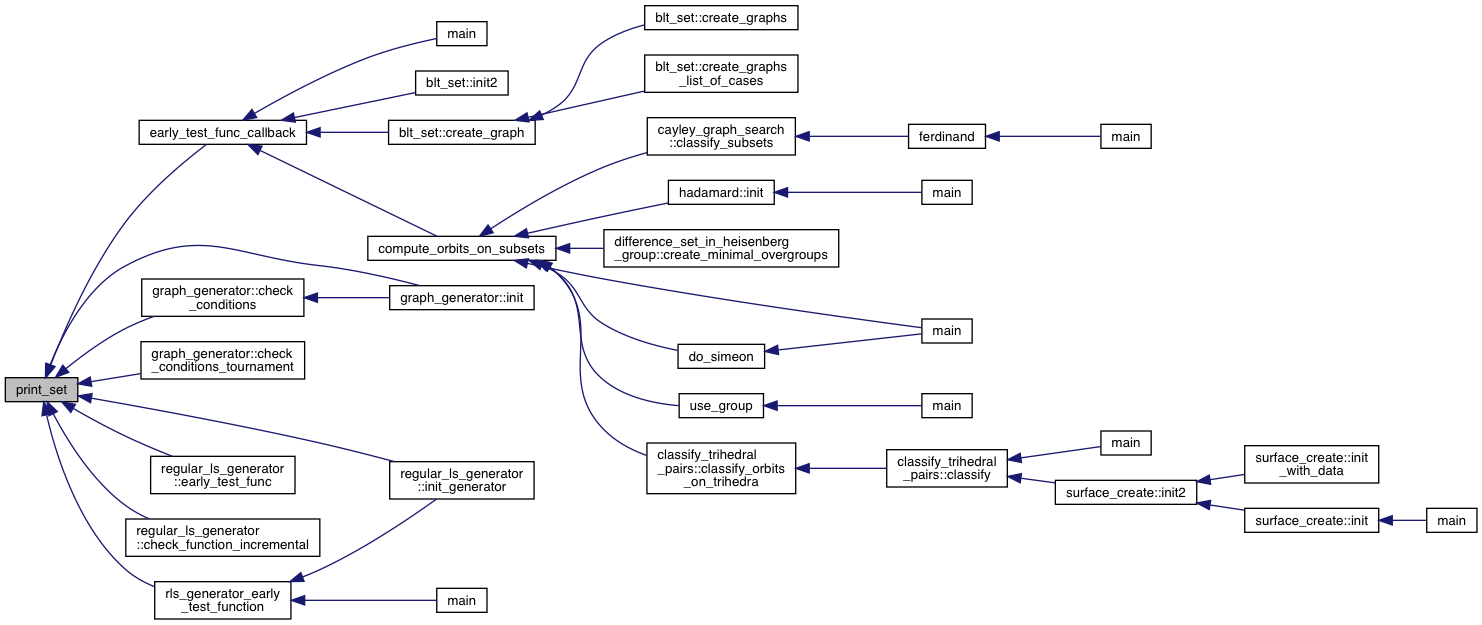 blt_set::create_graphs
main
blt_set::create_graphs
_list_of_cases
blt_set::init2
early_test_func_callback
blt_set::create_graph
cayley_graph_search
::classify_subsets
ferdinand
main
hadamard::init
main
compute_orbits_on_subsets
difference_set_in_heisenberg
_group::create_minimal_overgroups
graph_generator::check
_conditions
graph_generator::init
main
graph_generator::check
_conditions_tournament
do_simeon
print_set
use_group
main
regular_ls_generator
::early_test_func
regular_ls_generator
::init_generator
classify_trihedral
_pairs::classify_orbits
_on_trihedra
classify_trihedral
_pairs::classify
main
surface_create::init2
surface_create::init
_with_data
surface_create::init
main
regular_ls_generator
::check_function_incremental
rls_generator_early
_test_function
main